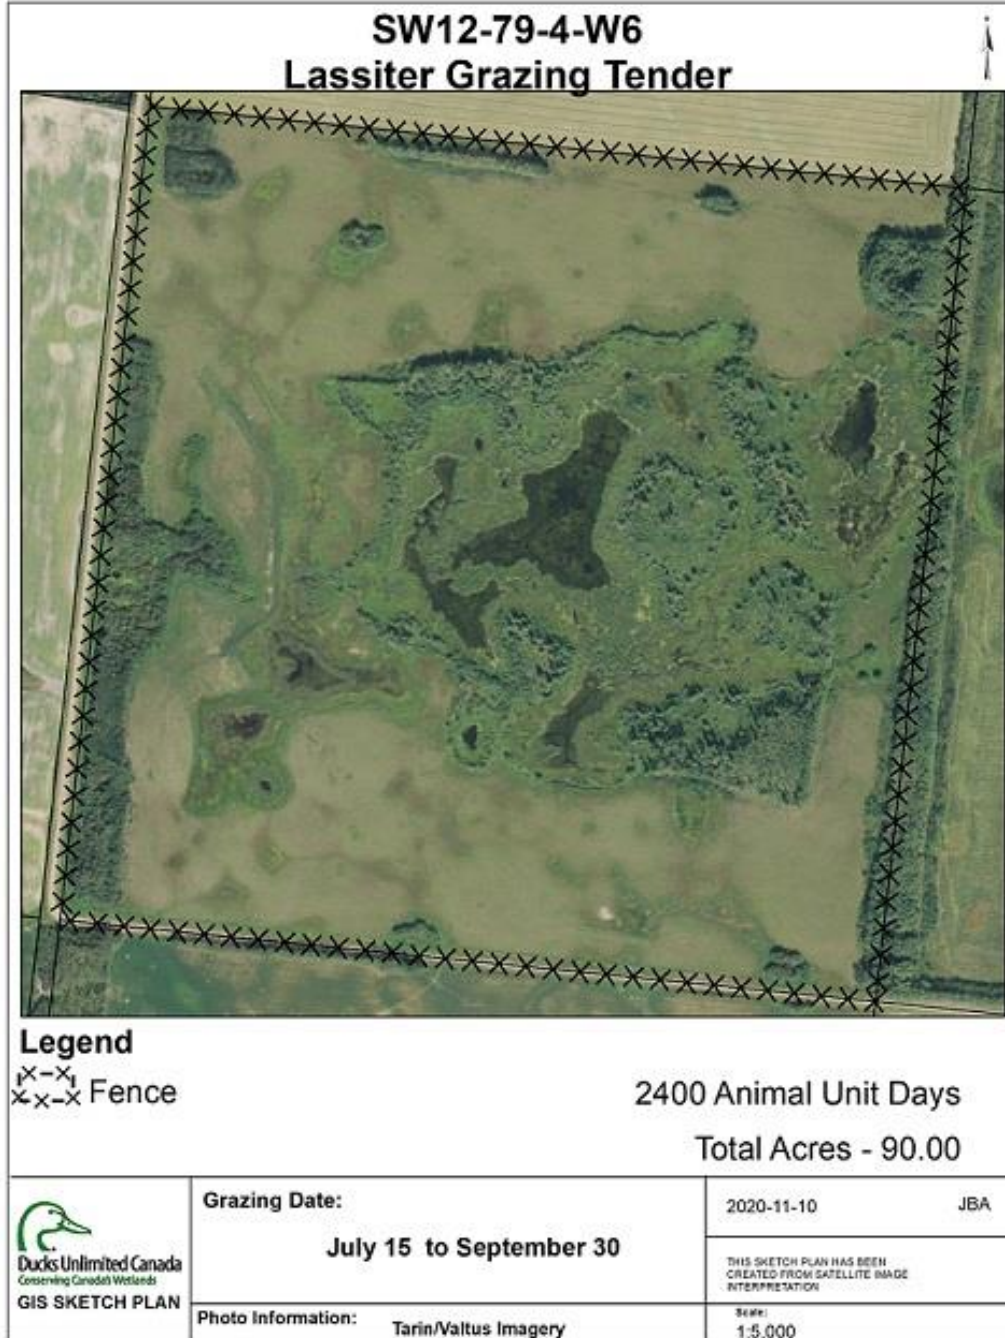 SW12-79-4-W6
Lassiter Grazing Tender
Legend
Fence
2400 Animal Unit Days
Total Acres - 90.00
Ducks Unlimited Canada
Conserving Canada's Wetlands
GIS SKETCH PLAN
Grazing Date:
July 15 to September 30
Photo Information:
Tarin/Valtus Imagery
2020-11-10 JBA
THIS SKETCH PLAN HAS BEEN
CREATED FROM SATELLITE IMAGE
INTERPRETATION
Scale:
1:5,000